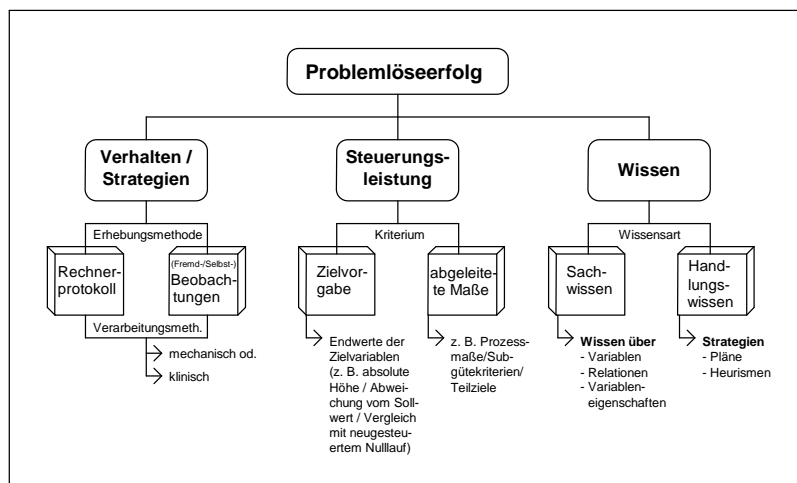 Problemlöseerfolg
Verhalten /
Strategien
Steuerungs-
leistung
Wissen
Erhebungsmethode
Kriterium
Wissensart
Rechner-
protokoll
(Fremd-/Selbst-)
Beobach-
tungen
Zielvor-
gabe
abgeleite-
te Maße
Sach-
wissen
Hand-
lungs-
wissen
Verarbeitungsmeth.
mechanisch od.
klinisch
Endwerte der
Zielvariablen
(z. B. absolute
Höhe / Abwei-
chung vom Soll-
wert / Vergleich
mit neugesteu-
ertem Nulllauf)
z. B. Prozess-
maße/Sub-
gütekriterien/
Teilziele
Wissen über
- Variablen
- Relationen
- Variablen-
eigenschaften
Strategien
- Pläne
- Heurismen